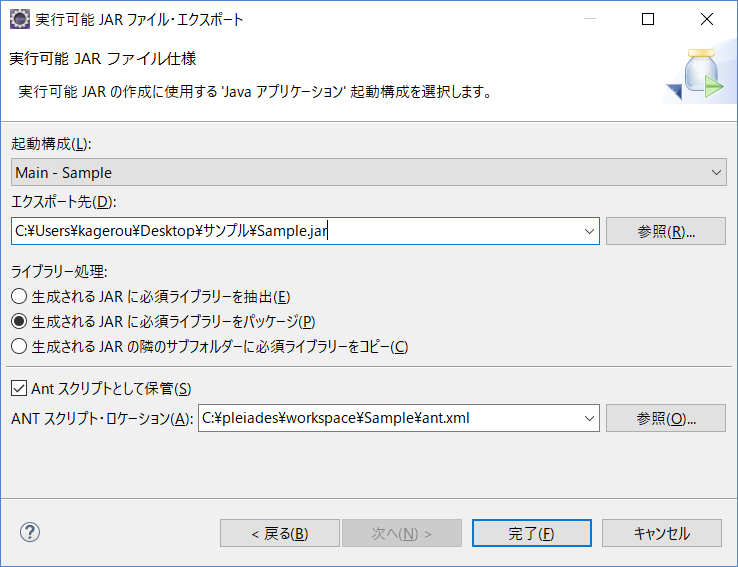 実行可能 JAR ファイル・エクスポート
実行可能 JAR ファイル仕様
実行可能 JAR の作成に使用する 'Java アプリケーション' 起動構成を選択します。
起動構成(L):
Main - Sample
エクスポート先(D):
C:¥Users¥kagerou¥Desktop¥サンプル¥Sample.jar
参照(R)...
ライブラリー処理:
生成される JAR に必須ライブラリーを抽出(E)
生成される JAR に必須ライブラリーをパッケージ(P)
生成される JAR の隣のサブフォルダーに必須ライブラリーをコピー(C)
Ant スクリプトとして保管(S)
ANT スクリプト・ロケーション(A):
C:¥pleiades¥workspace¥Sample¥ant.xml
参照(O)...
?
< 戻る(B)
次へ(N) >
完了(F)
キャンセル